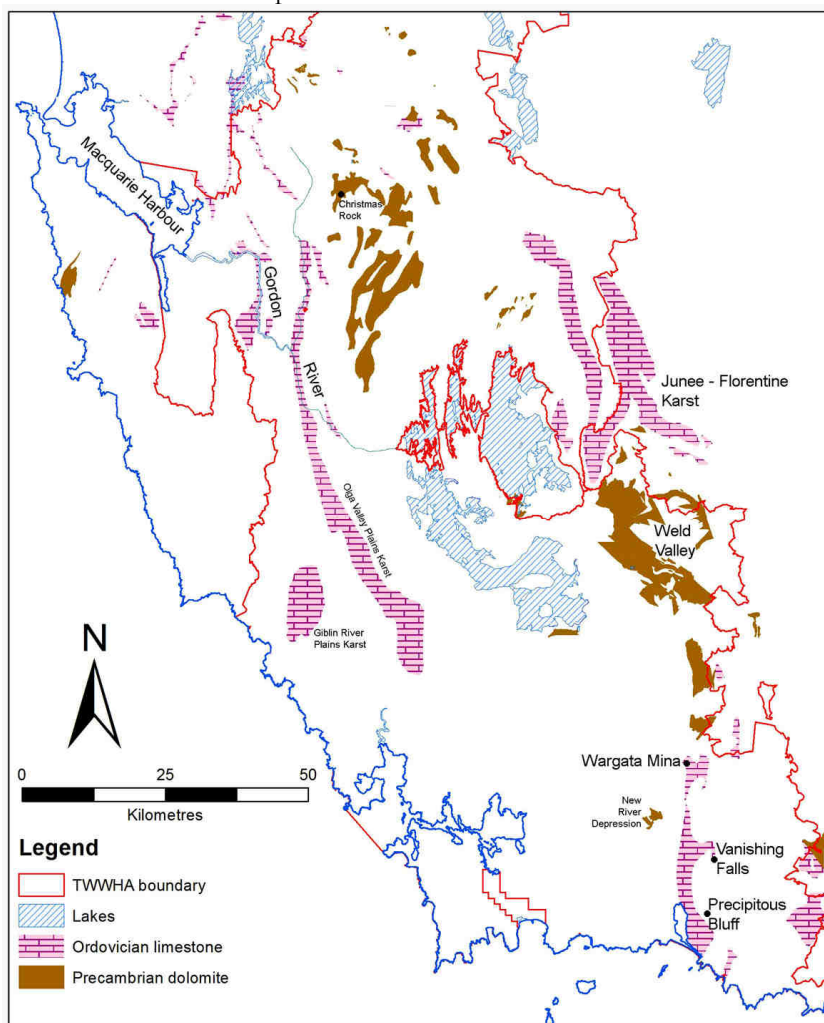 Macquarie Harbour
Christmas
Rock
Gordon
River
Junee - Florentine
Karst
Olga Valley Plains Karst
Weld
Valley
Giblin River
Plains Karst
N
Wargata Mina
0 25 50
Kilometres
New
River
Depression
Vanishing
Falls
Precipitous
Bluff
Legend
TWWHA boundary
Lakes
Ordovician limestone
Precambrian dolomite